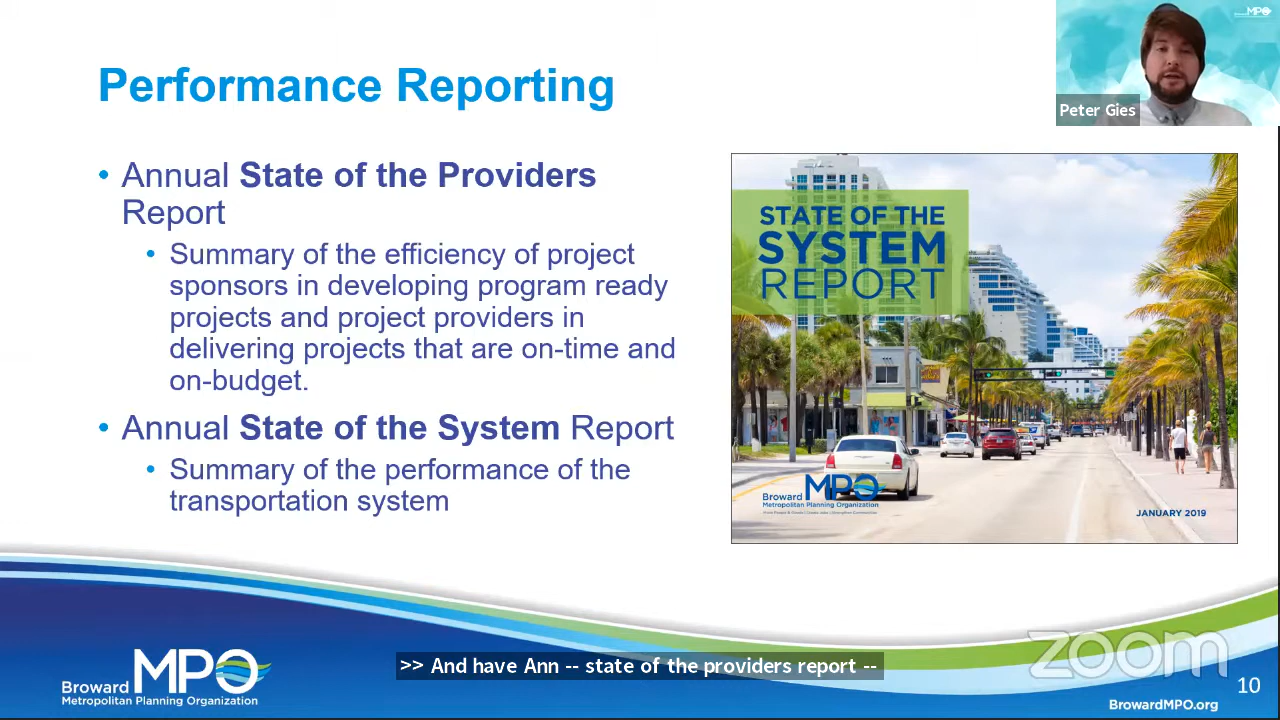 Performance Reporting
MPO
Peter Gies
• Annual State of the Providers
Report
• Summary of the efficiency of project
sponsors in developing program ready
projects and project providers in
delivering projects that are on-time and
on-budget.
• Annual State of the System Report
• Summary of the performance of the
transportation system
STATE OF THE
SYSTEM
REPORT
Broward MPO
Metropolitan Planning Organization
JANUARY 2019
>> And have Ann -- state of the providers report --
zoom
Broward MPO
Metropolitan Planning Organization
10
BrowardMPO.org